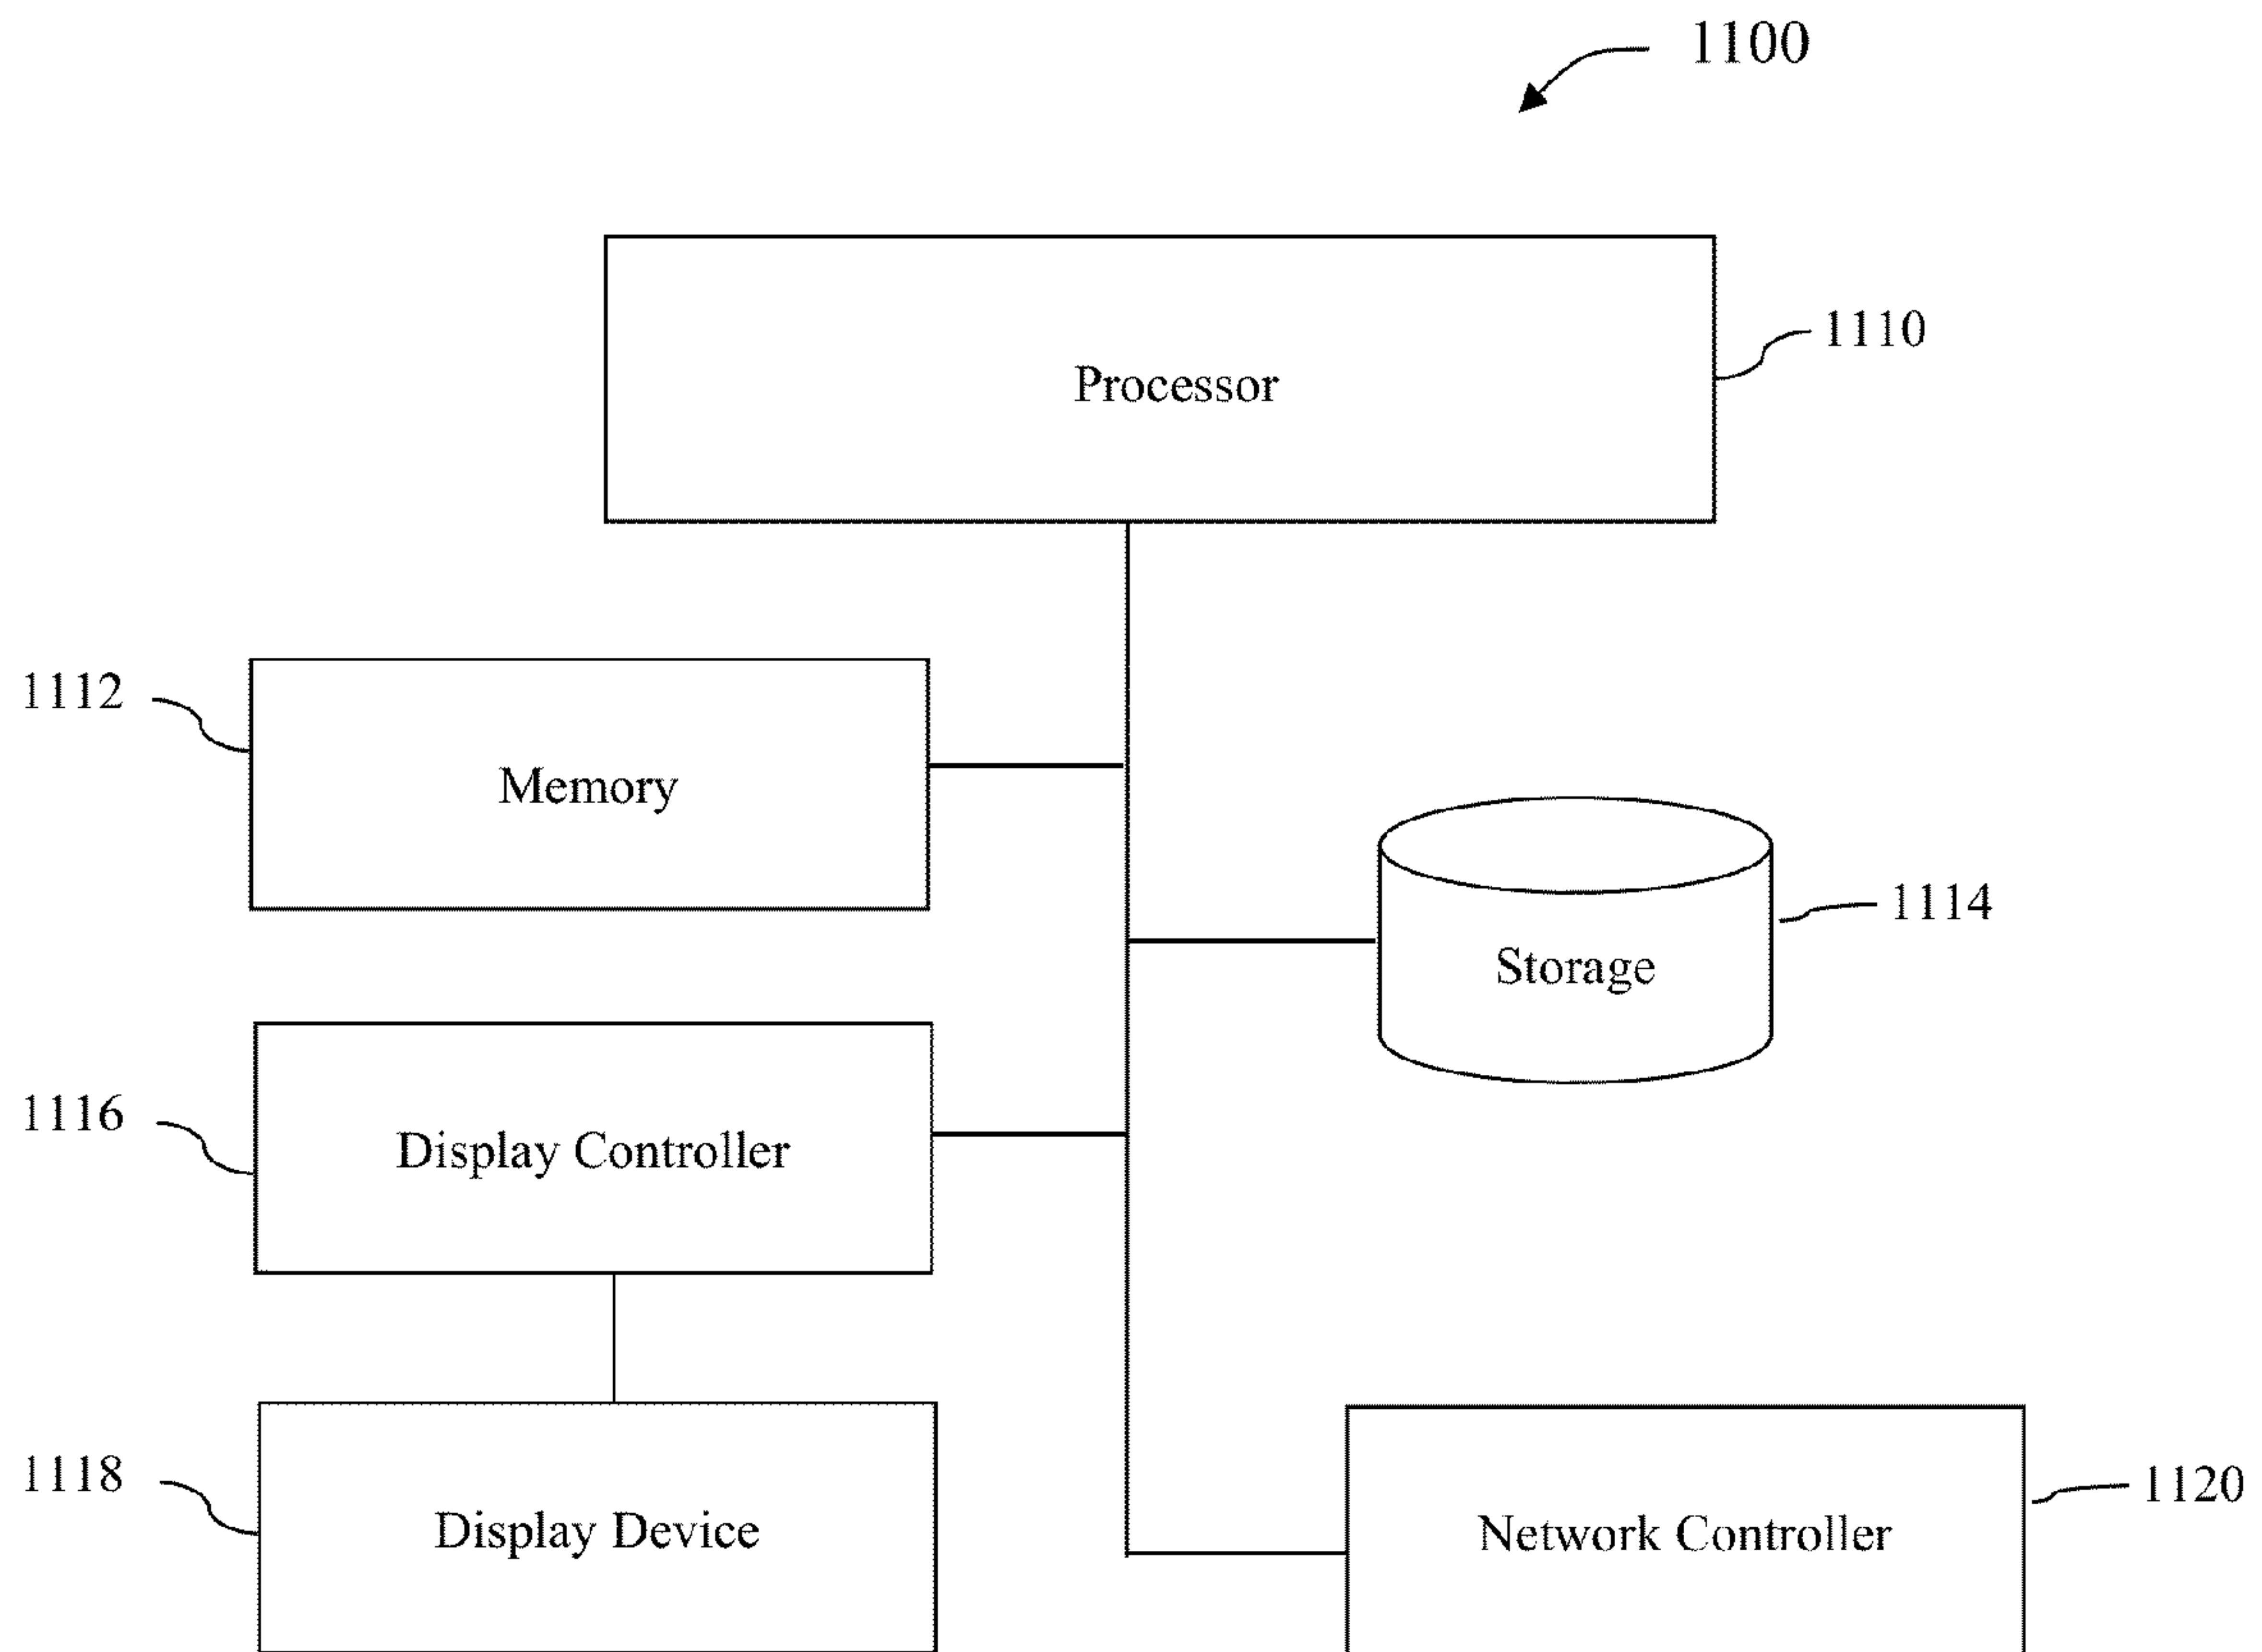 1100
Processor
1110
1112
Memory
1114
Storage
1116
Display Controller
1118
Display Device
1120
Network Controller